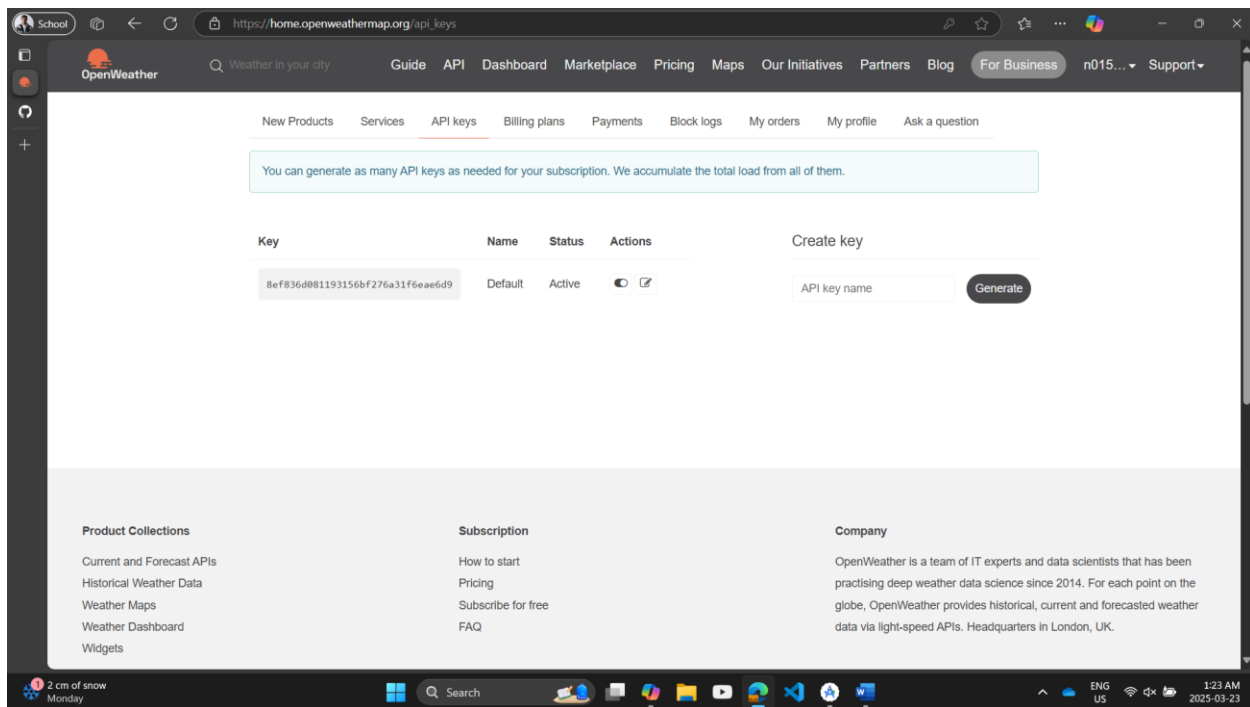 School
https://home.openweathermap.org/api_keys
OpenWeather
Weather in your city
Guide API Dashboard Marketplace Pricing Maps Our Initiatives Partners Blog For Business n015... Support
New Products Services API keys Billing plans Payments Block logs My orders My profile Ask a question
You can generate as many API keys as needed for your subscription. We accumulate the total load from all of them.
Key Name Status Actions Create key
8ef836d081193156bf276a31f6eae6d9 Default Active API key name Generate
Product Collections Subscription Company
Current and Forecast APIs How to start OpenWeather is a team of IT experts and data scientists that has been
Historical Weather Data Pricing practising deep weather data science since 2014. For each point on the
Weather Maps Subscribe for free globe, OpenWeather provides historical, current and forecasted weather
Weather Dashboard FAQ data via light-speed APIs. Headquarters in London, UK.
Widgets
1 2 cm of snow Search ENG 1:23 AM
Monday US 2025-03-23